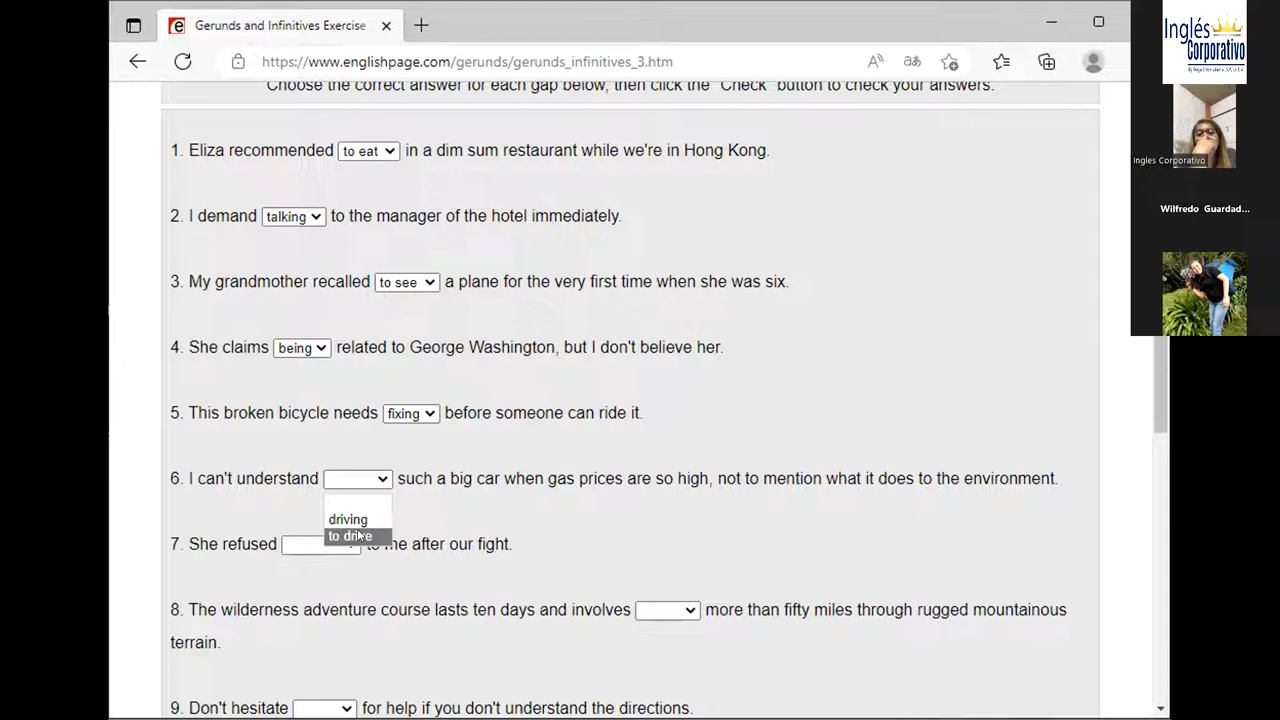 Gerunds and Infinitives Exercise
https://www.englishpage.com/gerunds/gerunds_infinitives_3.htm
Choose the correct answer for each gap below, then click the "Check" button to check your answers.
1. Eliza recommended to eat in a dim sum restaurant while we're in Hong Kong.
2. I demand talking to the manager of the hotel immediately.
3. My grandmother recalled to see a plane for the very first time when she was six.
4. She claims being related to George Washington, but I don't believe her.
5. This broken bicycle needs fixing before someone can ride it.
6. I can't understand such a big car when gas prices are so high, not to mention what it does to the environment.
driving
to drive
7. She refused to me after our fight.
8. The wilderness adventure course lasts ten days and involves more than fifty miles through rugged mountainous
terrain.
9. Don't hesitate for help if you don't understand the directions.
Inglés
Corporativo
Ingles Corporativo
Wilfredo Guardad...